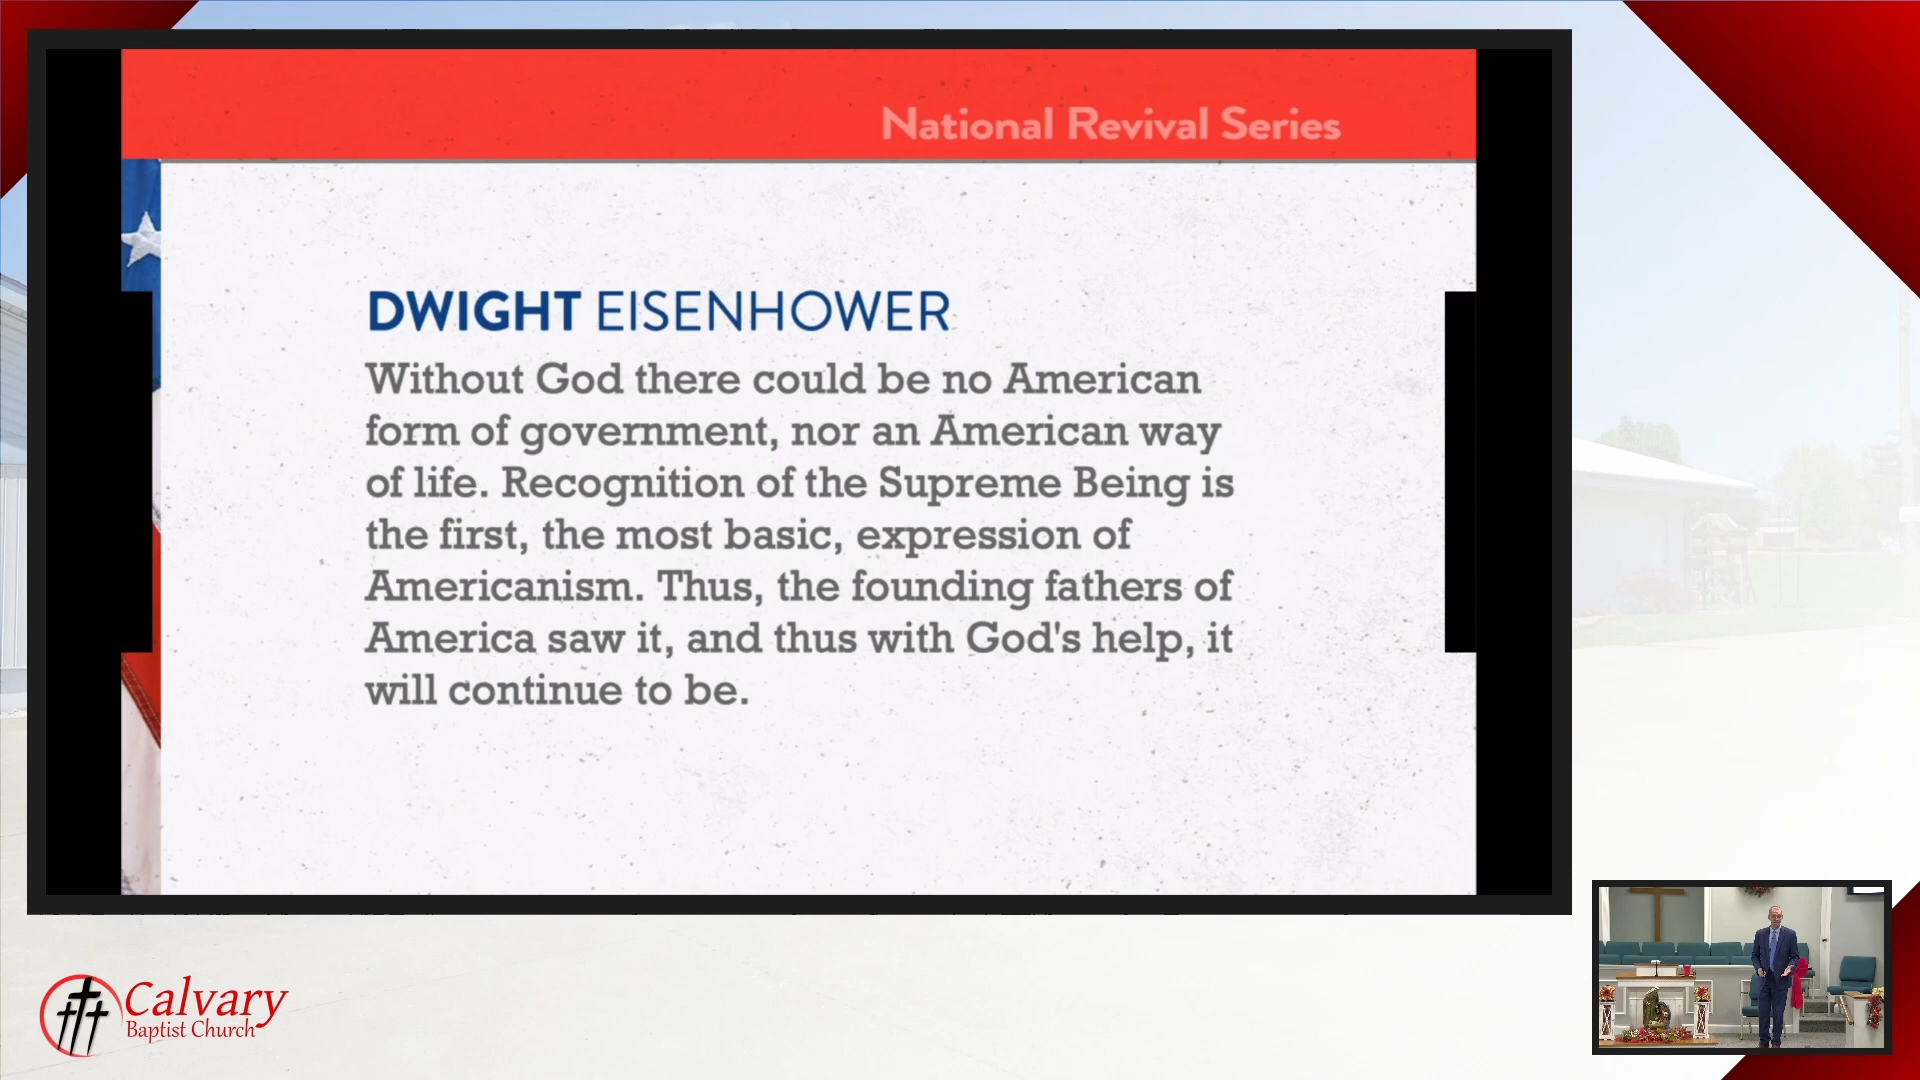 National Revival Series
DWIGHT EISENHOWER
Without God there could be no American
form of government, nor an American way
of life. Recognition of the Supreme Being is
the first, the most basic, expression of
Americanism. Thus, the founding fathers of
America saw it, and thus with God's help, it
will continue to be.
Calvary
Baptist Church